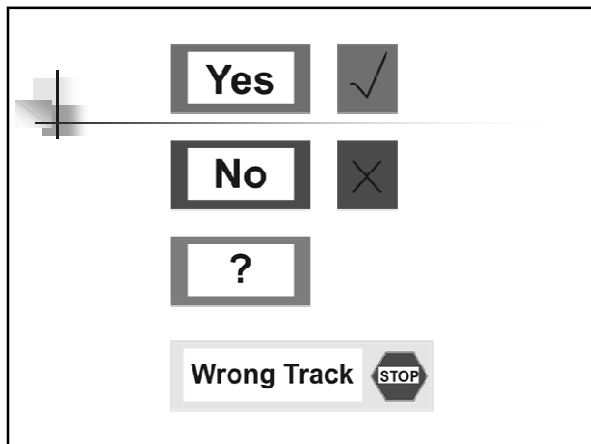 Yes √
No X
?
Wrong Track STOP